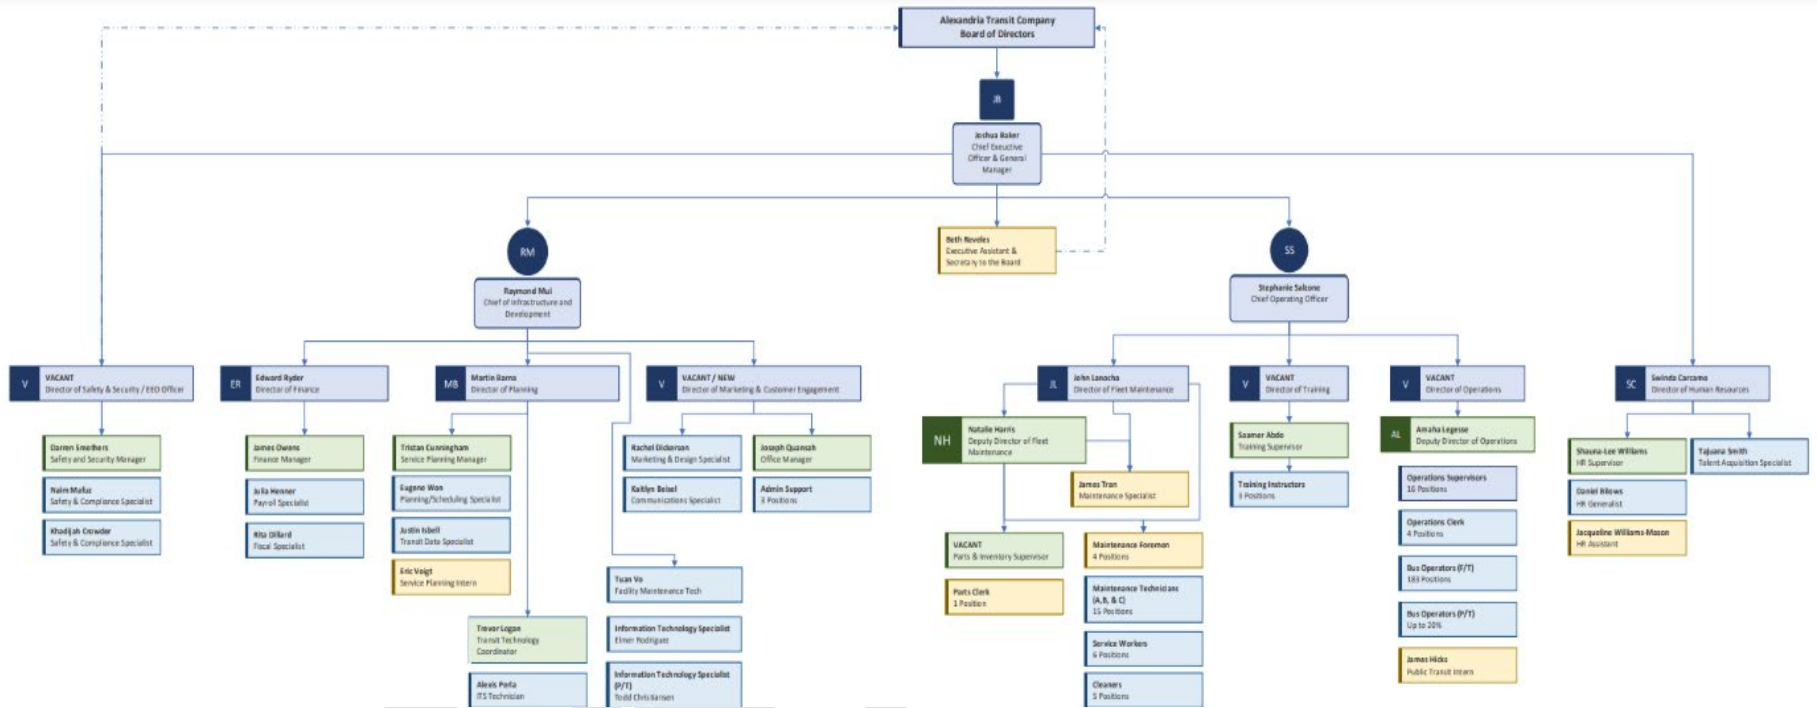 Alexandria Transit Company
Board of Directors
JB
Joshua Baker
Chief Executive
Officer & General
Manager
Beth Reveles
Executive Assistant &
Secretary to the Board
RM
Raymond Mui
Chief of Infrastructure and
Development
SS
Stephanie Salzone
Chief Operating Officer
V
VACANT
Director of Safety & Security / EEO Officer
Darren Smothers
Safety and Security Manager
Naim Mafuz
Safety & Compliance Specialist
Khadijah Crowder
Safety & Compliance Specialist
ER
Edward Ryder
Director of Finance
James Owens
Finance Manager
Julia Henner
Payroll Specialist
Rita Dillard
Fiscal Specialist
MB
Martin Barna
Director of Planning
Tristan Cunningham
Service Planning Manager
Eugene Won
Planning/Scheduling Specialist
Justin Isbell
Transit Data Specialist
Eric Voigt
Service Planning Intern
Trevor Logan
Transit Technology
Coordinator
Alexis Perla
ITS Technician
V
VACANT / NEW
Director of Marketing & Customer Engagement
Rachel Dickerson
Marketing & Design Specialist
Kaitlyn Beisel
Communications Specialist
Joseph Quansah
Office Manager
Admin Support
3 Positions
Tuan Vo
Facility Maintenance Tech
Information Technology Specialist
Elmer Rodriguez
Information Technology Specialist
(P/T)
Todd Christiansen
JL
John Lanocha
Director of Fleet Maintenance
NH
Natalie Harris
Deputy Director of Fleet
Maintenance
James Tran
Maintenance Specialist
VACANT
Parts & Inventory Supervisor
Parts Clerk
1 Position
Maintenance Foreman
4 Positions
Maintenance Technicians
(A,B, & C)
15 Positions
Service Workers
6 Positions
Cleaners
5 Positions
V
VACANT
Director of Training
Saamer Abdo
Training Supervisor
Training Instructors
3 Positions
V
VACANT
Director of Operations
AL
Amaha Legesse
Deputy Director of Operations
Operations Supervisors
16 Positions
Operations Clerk
4 Positions
Bus Operators (F/T)
183 Positions
Bus Operators (P/T)
Up to 20%
James Hicks
Public Transit Intern
SC
Swinda Carcamo
Director of Human Resources
Shauna-Lee Williams
HR Supervisor
Daniel Hilows
HR Generalist
Jacqueline Williams-Mason
HR Assistant
TaJuana Smith
Talent Acquisition Specialist